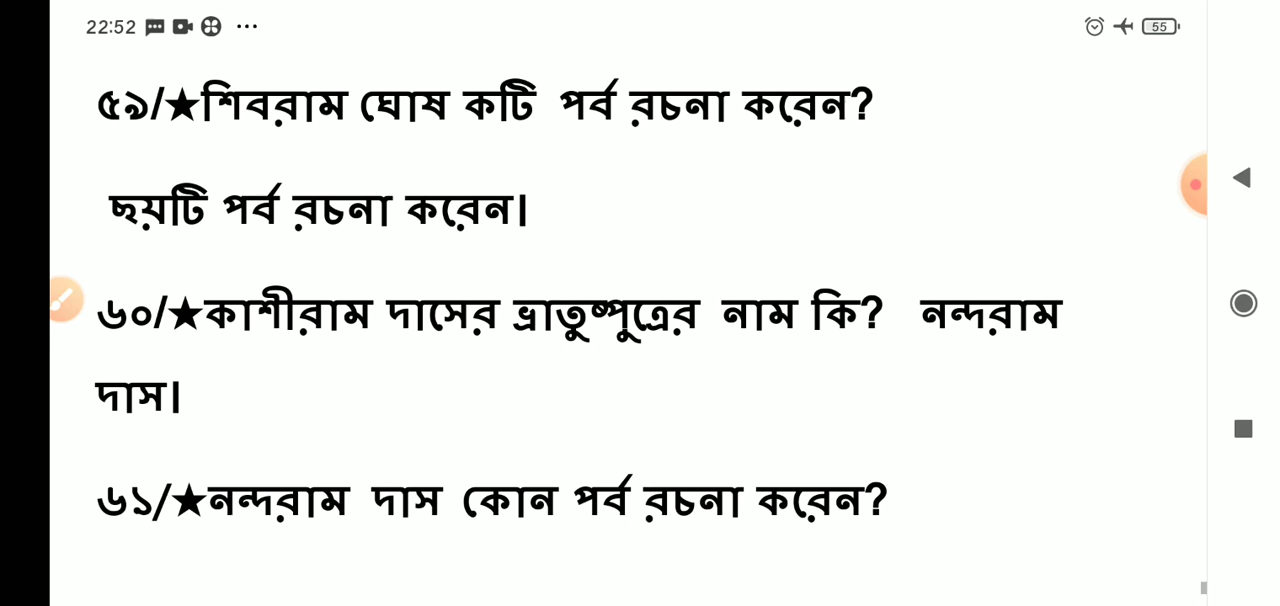 22:52 ...
55
৫৯/★শিবরাম ঘোষ কটি পর্ব রচনা করেন?
ছয়টি পর্ব রচনা করেন।
৬০/★কাশীরাম দাসের ভ্রাতুষ্পুত্রের নাম কি? নন্দরাম
দাস।
৬১/★নন্দরাম দাস কোন পর্ব রচনা করেন?